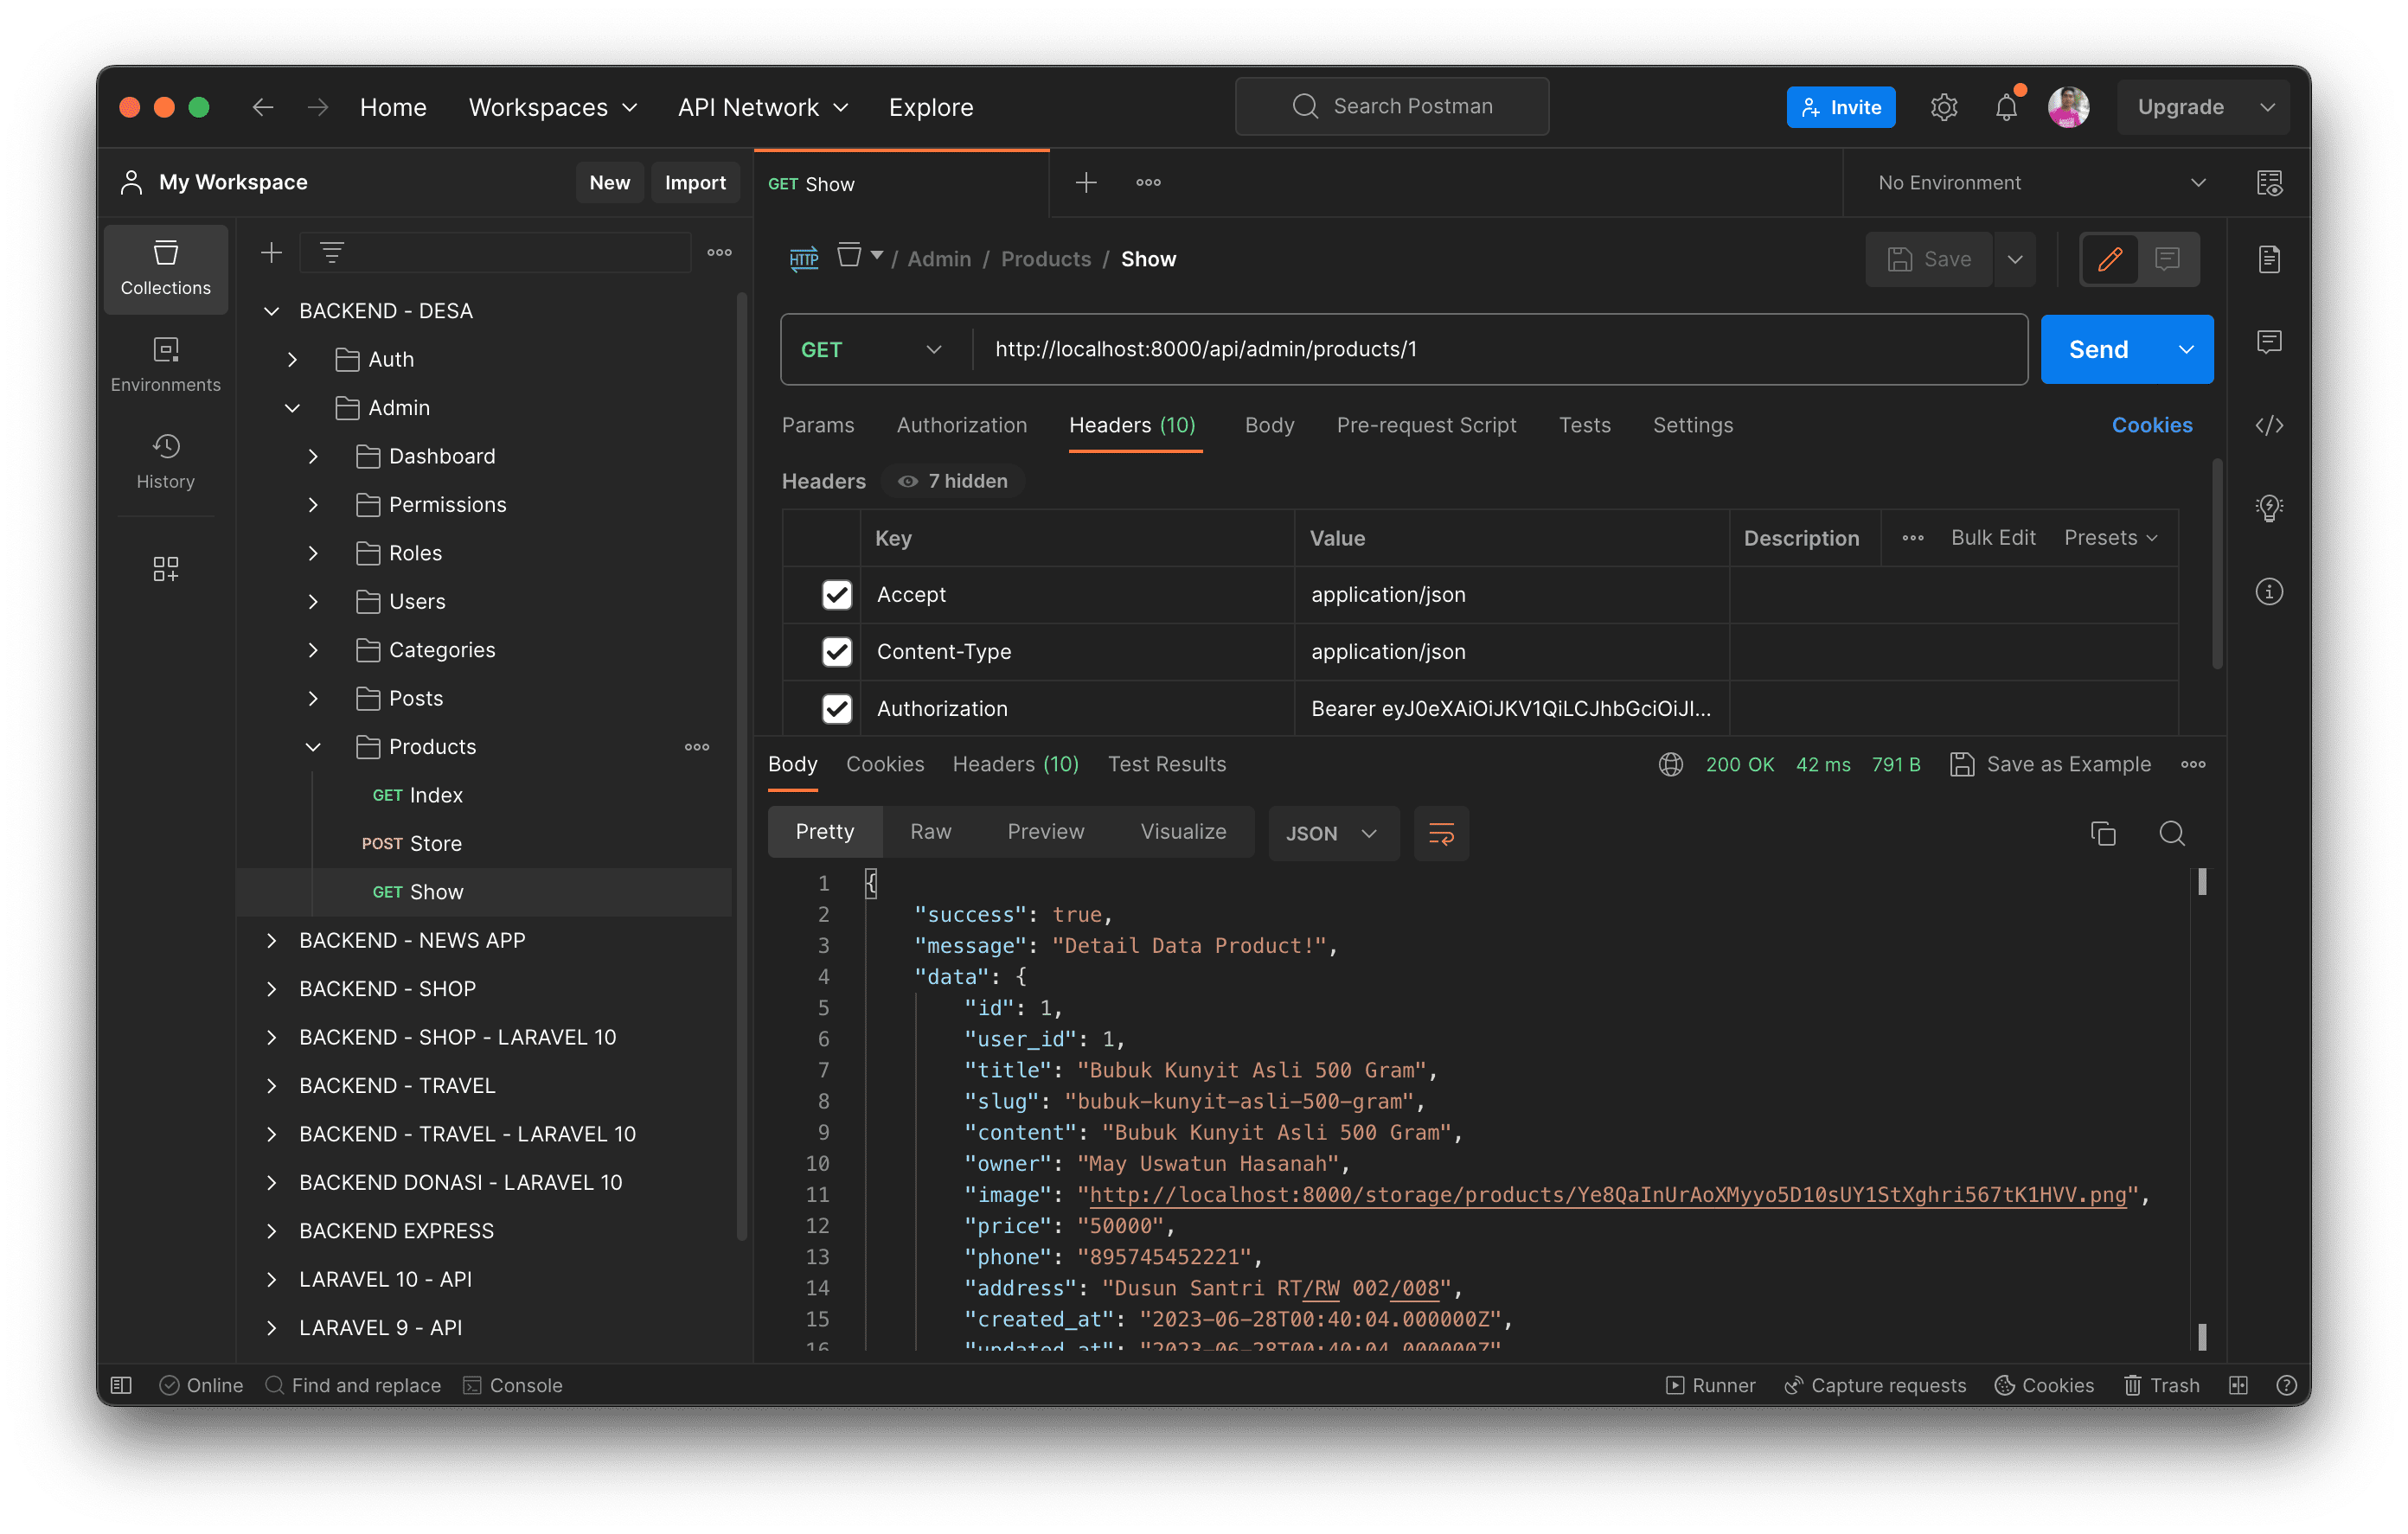 Home Workspaces API Network Explore Search Postman Invite Upgrade
My Workspace New Import
GET Show
No Environment
Collections
Environments
History
BACKEND - DESA
Auth
Admin
Dashboard
Permissions
Roles
Users
Categories
Posts
Products
GET Index
POST Store
GET Show
BACKEND - NEWS APP
BACKEND - SHOP
BACKEND - SHOP - LARAVEL 10
BACKEND - TRAVEL
BACKEND - TRAVEL - LARAVEL 10
BACKEND DONASI - LARAVEL 10
BACKEND EXPRESS
LARAVEL 10 - API
LARAVEL 9 - API
HTTP / Admin / Products / Show Save
GET http://localhost:8000/api/admin/products/1 Send
Params Authorization Headers (10) Body Pre-request Script Tests Settings Cookies
Headers 7 hidden
Key Value Description Bulk Edit Presets
Accept application/json
Content-Type application/json
Authorization Bearer eyJ0eXAiOiJKV1QiLCJhbGciOiJI...
Body Cookies Headers (10) Test Results 200 OK 42 ms 791 B Save as Example
Pretty Raw Preview Visualize JSON
1 {
2 "success": true,
3 "message": "Detail Data Product!",
4 "data": {
5 "id": 1,
6 "user_id": 1,
7 "title": "Bubuk Kunyit Asli 500 Gram",
8 "slug": "bubuk-kunyit-asli-500-gram",
9 "content": "Bubuk Kunyit Asli 500 Gram",
10 "owner": "May Uswatun Hasanah",
11 "image": "http://localhost:8000/storage/products/Ye8QaInUrAoXMyyo5D10sUY1StXghri567tK1HVV.png",
12 "price": "50000",
13 "phone": "895745452221",
14 "address": "Dusun Santri RT/RW 002/008",
15 "created_at": "2023-06-28T00:40:04.000000Z",
16 "updated_at": "2023-06-28T00:40:04.000000Z"
Online Find and replace Console Runner Capture requests Cookies Trash